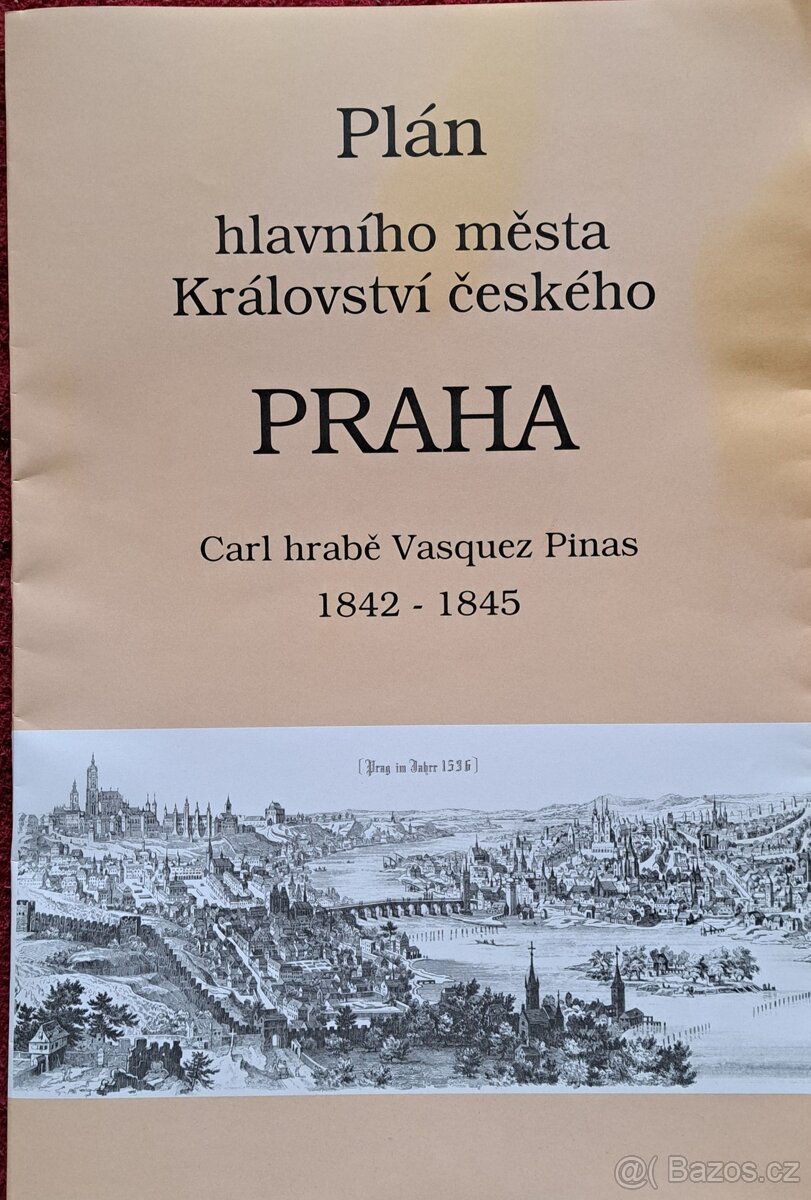 Plán
hlavního města
Království českého
PRAHA
Carl hrabě Vasquez Pinas
1842 - 1845
[Prag im Jahre 1536]
@( Bazos.cz